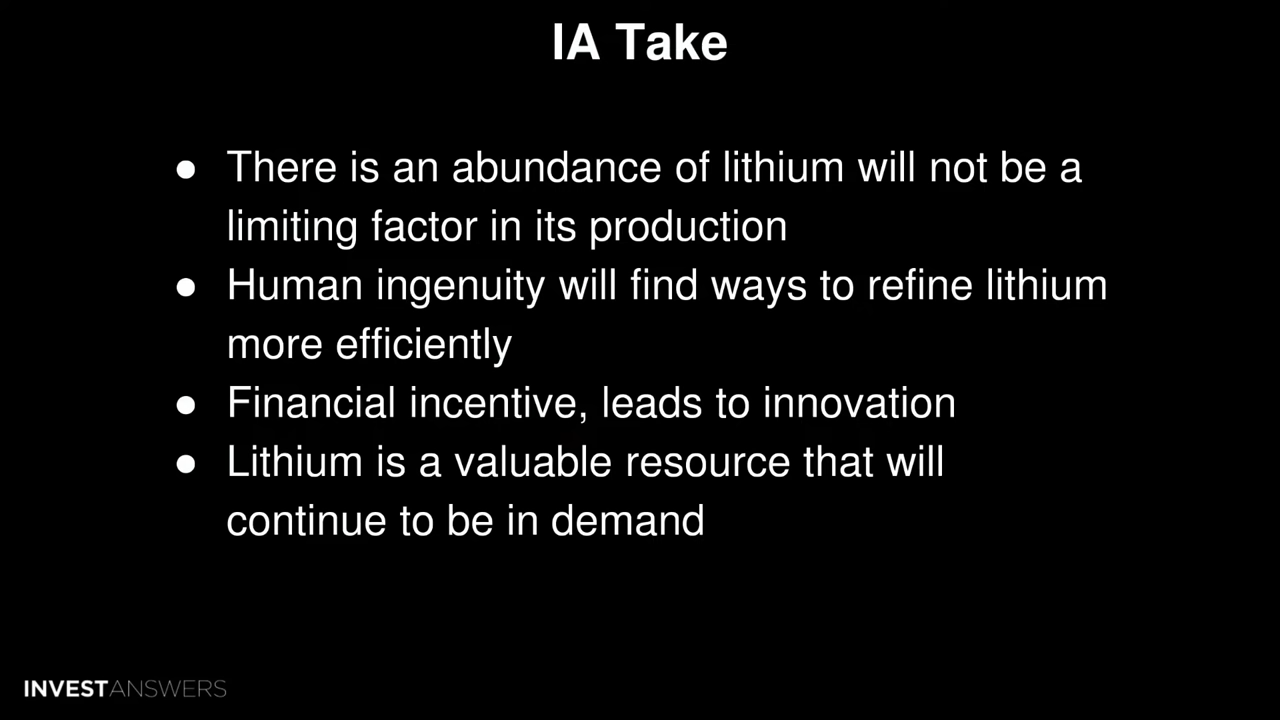 IA Take
● There is an abundance of lithium will not be a
limiting factor in its production
● Human ingenuity will find ways to refine lithium
more efficiently
● Financial incentive, leads to innovation
● Lithium is a valuable resource that will
continue to be in demand
INVESTANSWERS